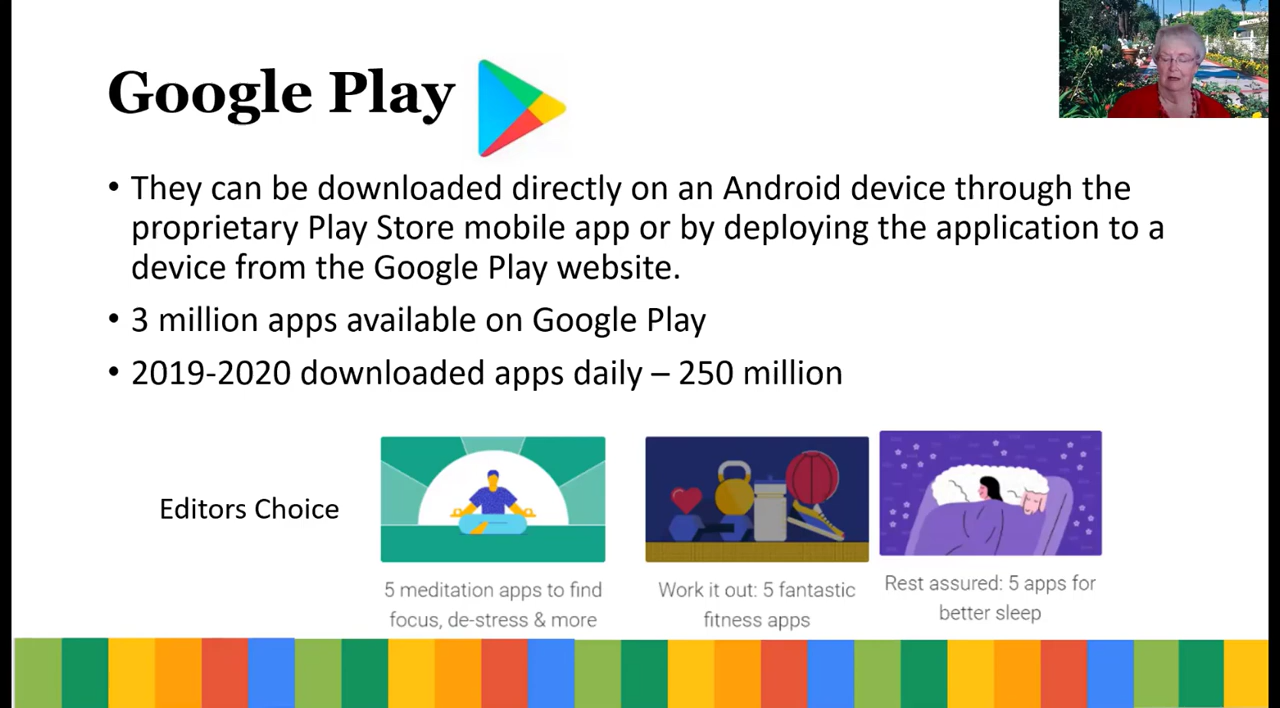 Google Play
• They can be downloaded directly on an Android device through the
proprietary Play Store mobile app or by deploying the application to a
device from the Google Play website.
• 3 million apps available on Google Play
• 2019-2020 downloaded apps daily – 250 million
Editors Choice
5 meditation apps to find
focus, de-stress & more
Work it out: 5 fantastic
fitness apps
Rest assured: 5 apps for
better sleep